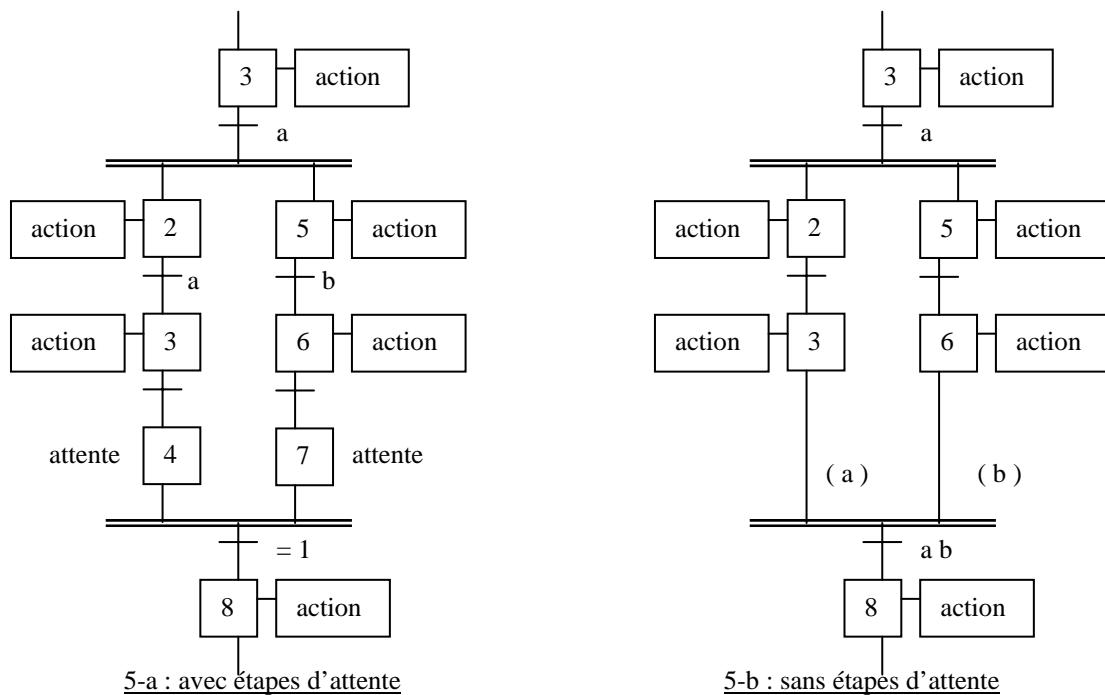 3 action 3 action
a a
action 2 5 action action 2 5 action
a b
action 3 6 action action 3 6 action
attente 4 7 attente ( a ) ( b )
= 1 a b
8 action 8 action
5-a : avec étapes d’attente 5-b : sans étapes d’attente